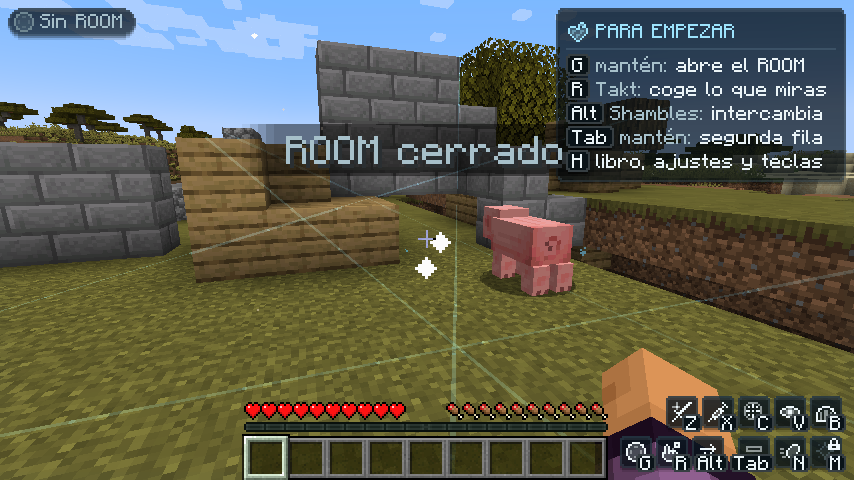 Sin ROOM
PARA EMPEZAR
G mantén: abre el ROOM
R Takt: coge lo que miras
Alt Shambles: intercambia
Tab mantén: segunda fila
H libro, ajustes y teclas
ROOM cerrado
Z X C V B
G R Alt Tab N M